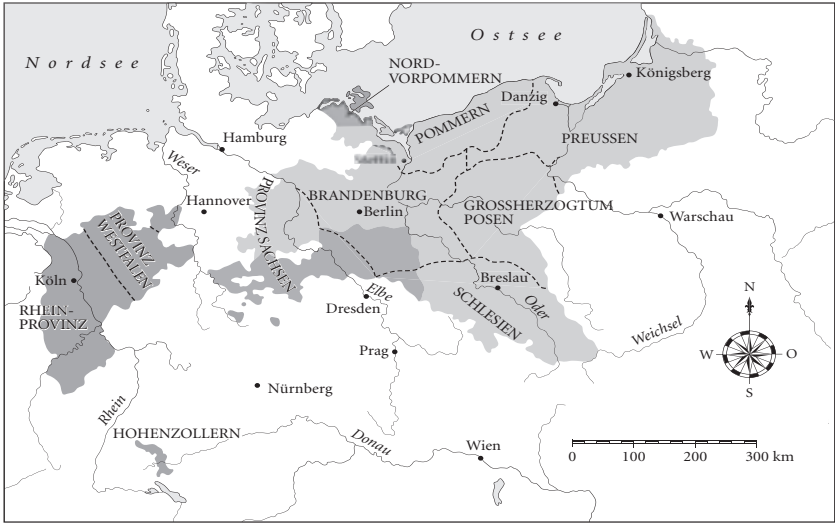 Nordsee
Ostsee
NORD-
VORPOMMERN
Königsberg
Danzig
POMMERN
PREUSSEN
Hamburg
Weser
Hannover
BRANDENBURG
Berlin
GROSSHERZOGTUM
POSEN
Warschau
PROVINZ
WESTFALEN
PROVINZ SACHSEN
Köln
RHEIN-
PROVINZ
Breslau
Elbe
Dresden
SCHLESIEN
Oder
Weichsel
Prag
N
W
O
S
Nürnberg
Rhein
HOHENZOLLERN
Donau
Wien
0 100 200 300 km